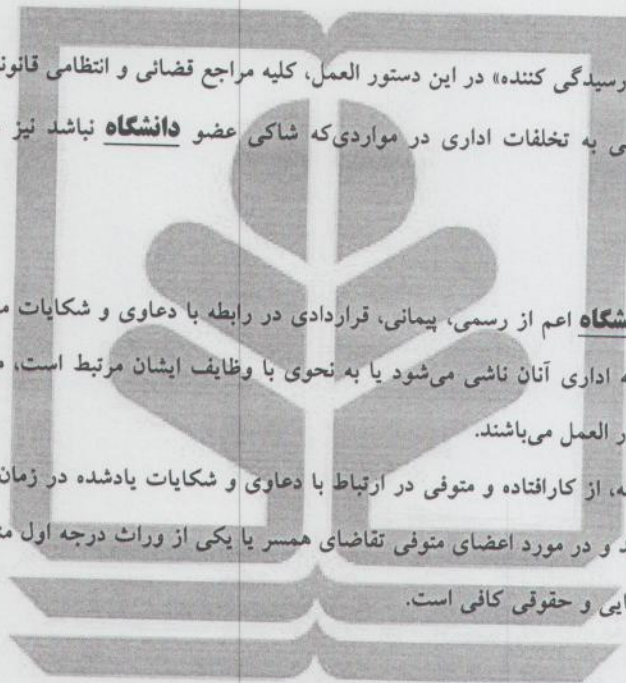 رسیدگی کننده» در این دستور العمل، کلیه مراجع قضائی و انتظامی قانون
ی به تخلفات اداری در مواردی‌که شاکی عضو دانشگاه نباشد نیز
شگاه اعم از رسمی، پیمانی، قراردادی در رابطه با دعاوی و شکایات م
ه اداری آنان ناشی می‌شود یا به نحوی با وظایف ایشان مرتبط است، م
ر العمل می‌باشند.
ه، از کارافتاده و متوفی در ارتباط با دعاوی و شکایات یادشده در زمان
د و در مورد اعضای متوفی تقاضای همسر یا یکی از وراث درجه اول مت
ایی و حقوقی کافی است.